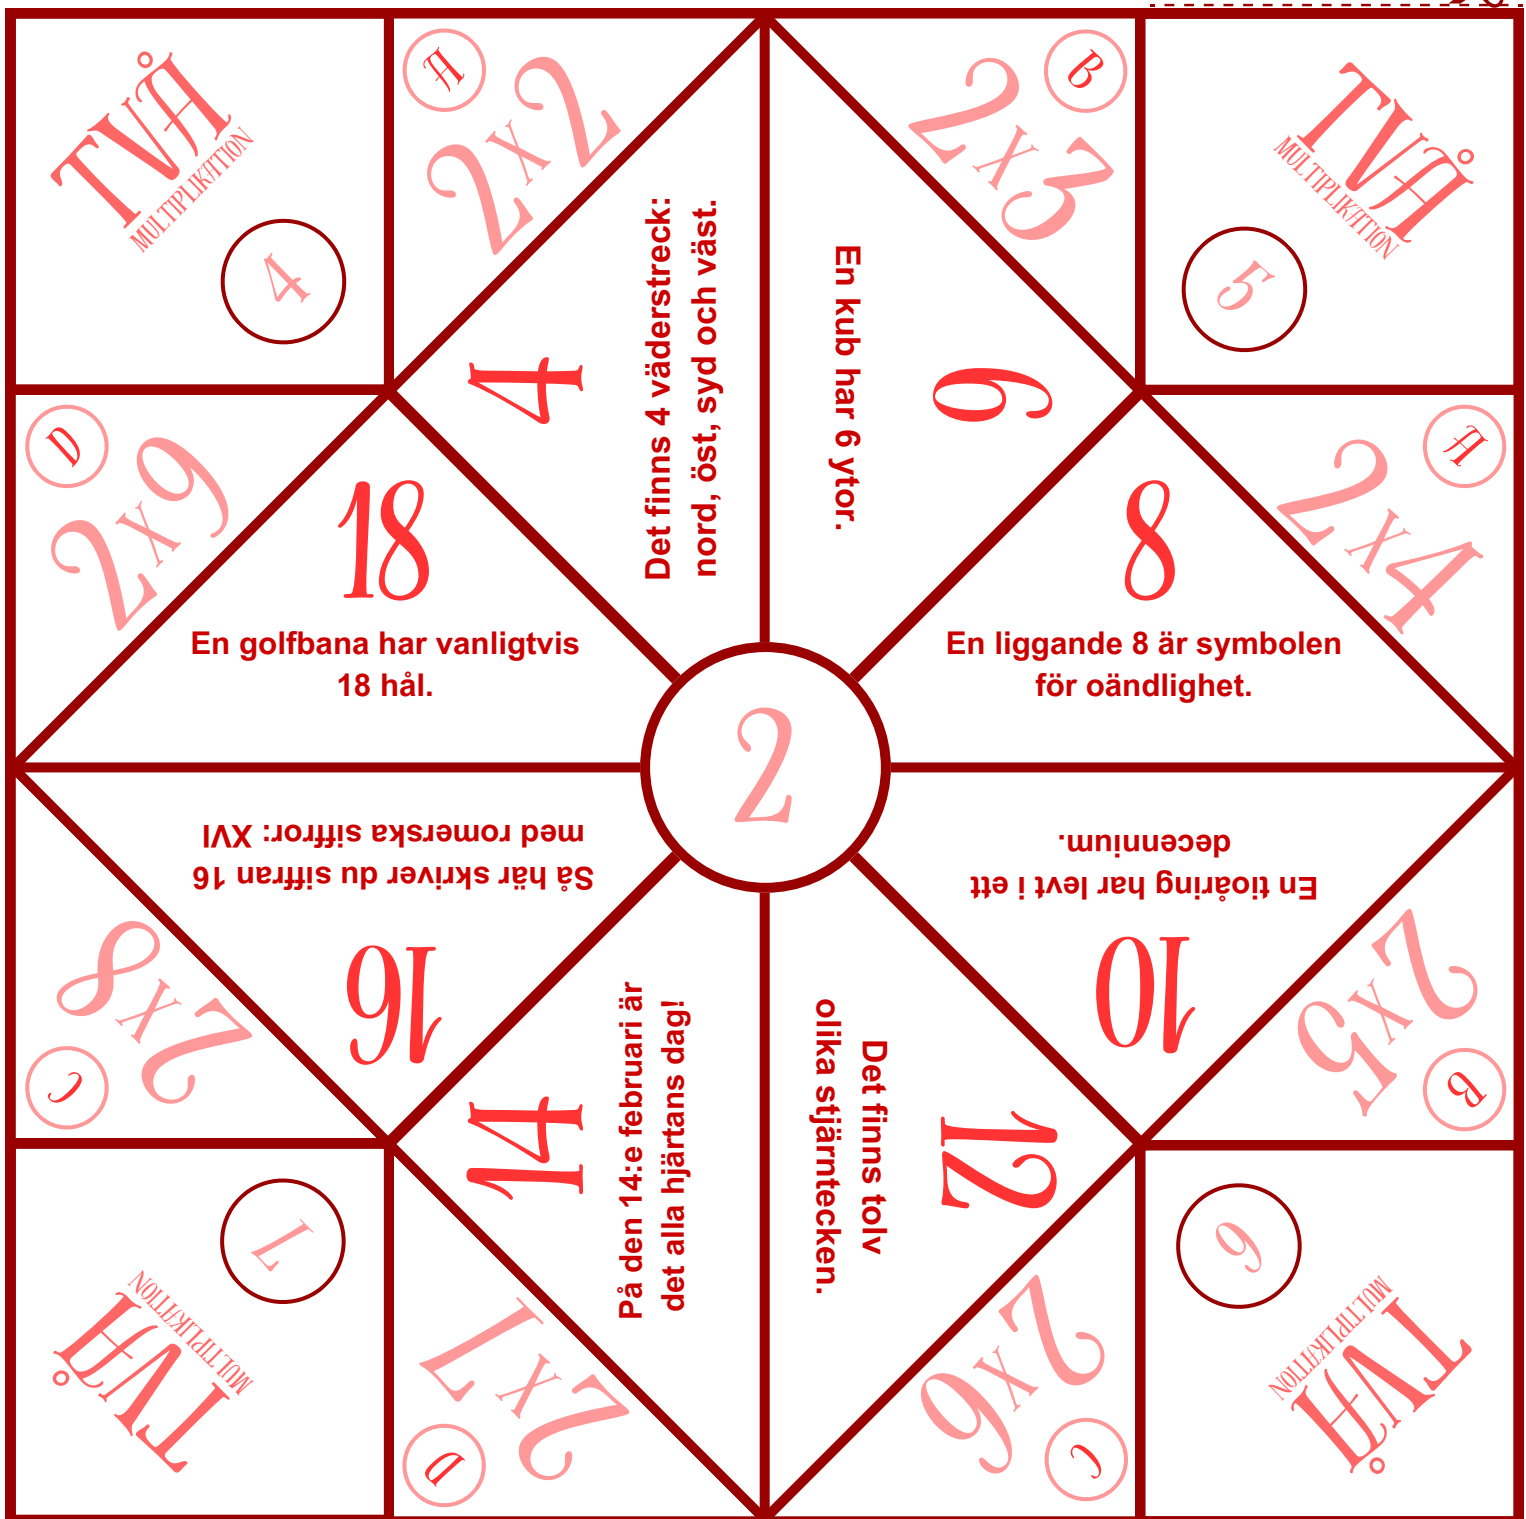 TVÅ
MULTIPLIKATION
4
A
2x2
B
2x3
TVÅ
MULTIPLIKATION
5
D
2x9
18
En golfbana har vanligtvis
18 hål.
4
Det finns 4 väderstreck:
nord, öst, syd och väst.
6
En kub har 6 ytor.
8
En liggande 8 är symbolen
för oändlighet.
A
2x4
2
16
Så här skriver du siffran 16
med romerska siffror: XVI
C
2x8
14
På den 14:e februari är
det alla hjärtans dag!
12
Det finns tolv
olika stjärntecken.
10
En tioåring har levt i ett
decennium.
B
2x5
TVÅ
MULTIPLIKATION
7
D
2x7
C
2x6
TVÅ
MULTIPLIKATION
6